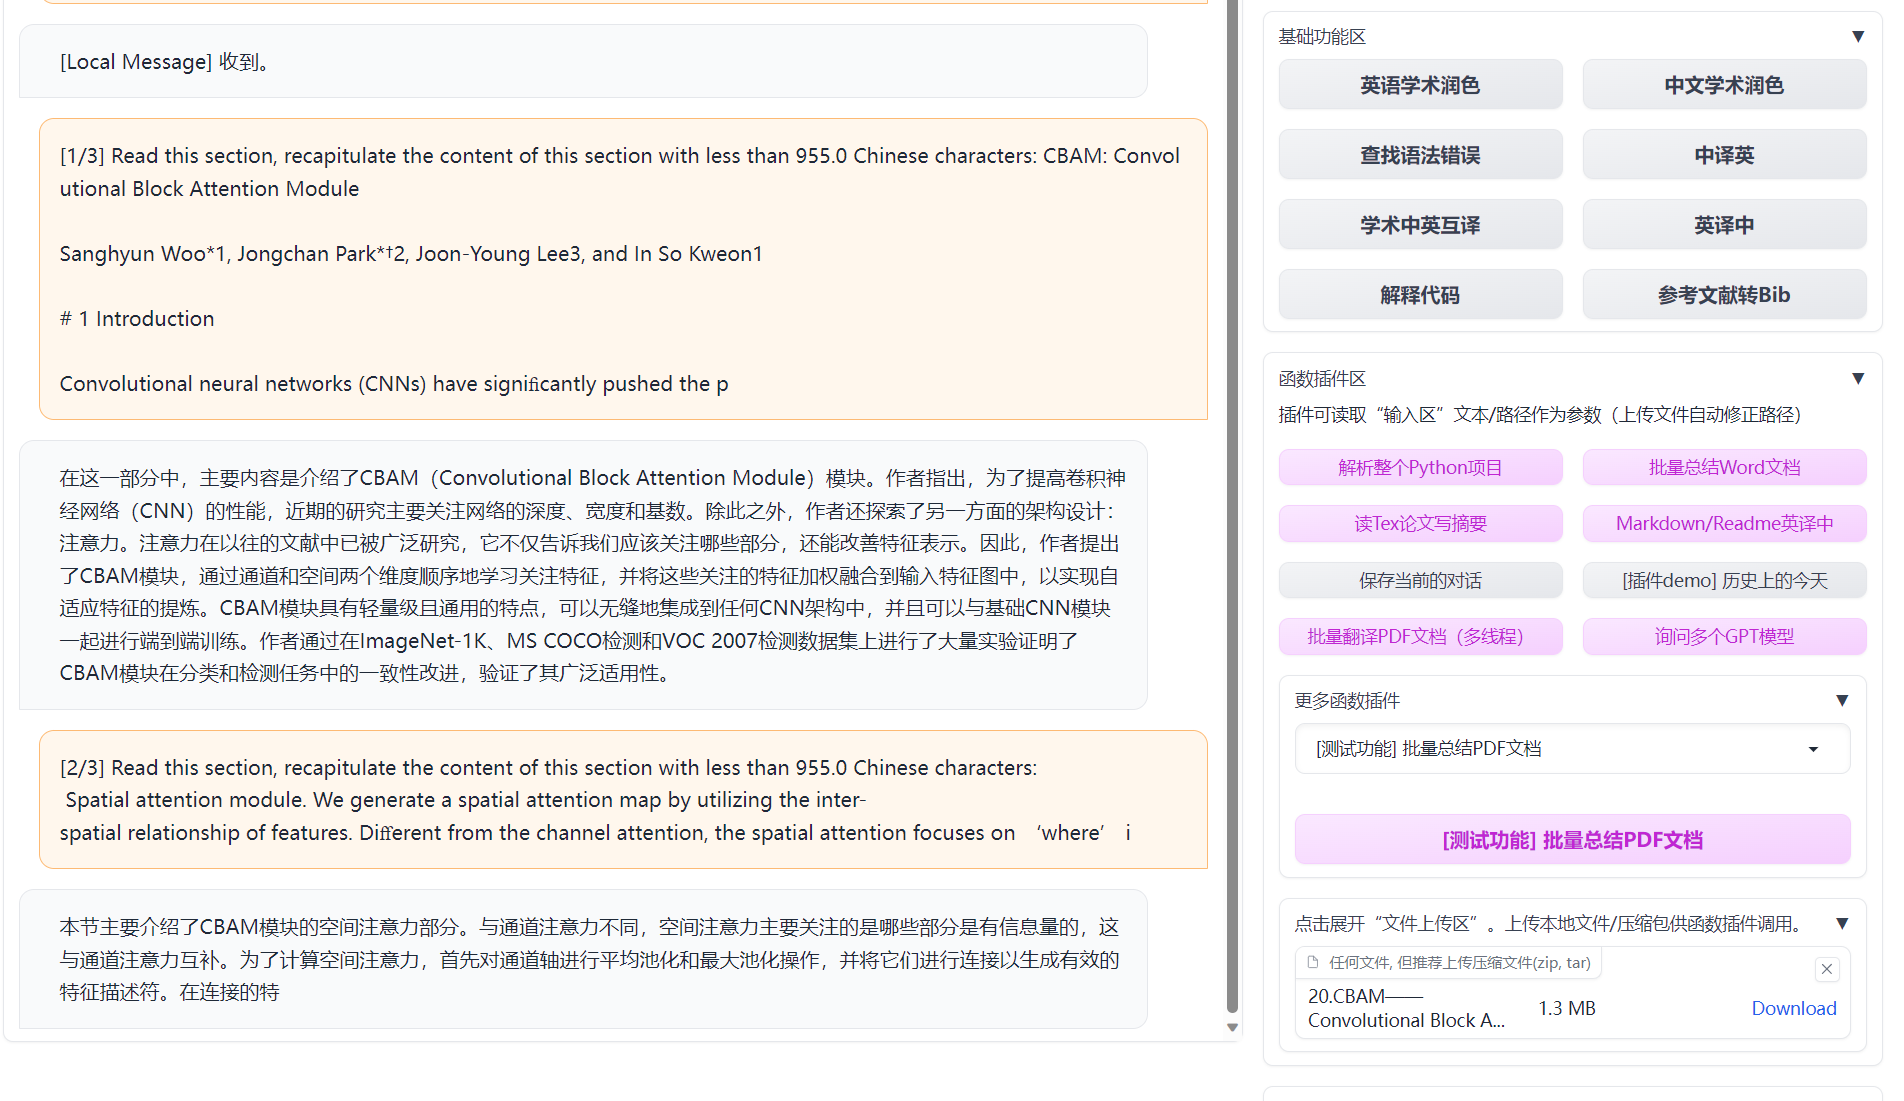 [Local Message] 收到。
[1/3] Read this section, recapitulate the content of this section with less than 955.0 Chinese characters: CBAM: Convol
utional Block Attention Module
Sanghyun Woo*1, Jongchan Park*†2, Joon-Young Lee3, and In So Kweon1
# 1 Introduction
Convolutional neural networks (CNNs) have significantly pushed the p
在这一部分中，主要内容是介绍了CBAM（Convolutional Block Attention Module）模块。作者指出，为了提高卷积神
经网络（CNN）的性能，近期的研究主要关注网络的深度、宽度和基数。除此之外，作者还探索了另一方面的架构设计：
注意力。注意力在以往的文献中已被广泛研究，它不仅告诉我们应该关注哪些部分，还能改善特征表示。因此，作者提出
了CBAM模块，通过通道和空间两个维度顺序地学习关注特征，并将这些关注的特征加权融合到输入特征图中，以实现自
适应特征的提炼。CBAM模块具有轻量级且通用的特点，可以无缝地集成到任何CNN架构中，并且可以与基础CNN模块
一起进行端到端训练。作者通过在ImageNet-1K、MS COCO检测和VOC 2007检测数据集上进行了大量实验证明了
CBAM模块在分类和检测任务中的一致性改进，验证了其广泛适用性。
[2/3] Read this section, recapitulate the content of this section with less than 955.0 Chinese characters:
Spatial attention module. We generate a spatial attention map by utilizing the inter-
spatial relationship of features. Different from the channel attention, the spatial attention focuses on ‘where’ i
本节主要介绍了CBAM模块的空间注意力部分。与通道注意力不同，空间注意力主要关注的是哪些部分是有信息量的，这
与通道注意力互补。为了计算空间注意力，首先对通道轴进行平均池化和最大池化操作，并将它们进行连接以生成有效的
特征描述符。在连接的特
基础功能区
英语学术润色
中文学术润色
查找语法错误
中译英
学术中英互译
英译中
解释代码
参考文献转Bib
函数插件区
插件可读取“输入区”文本/路径作为参数（上传文件自动修正路径）
解析整个Python项目
批量总结Word文档
读Tex论文写摘要
Markdown/Readme英译中
保存当前的对话
[插件demo] 历史上的今天
批量翻译PDF文档（多线程）
询问多个GPT模型
更多函数插件
[测试功能] 批量总结PDF文档
[测试功能] 批量总结PDF文档
点击展开“文件上传区”。上传本地文件/压缩包供函数插件调用。
任何文件, 但推荐上传压缩文件(zip, tar)
20.CBAM——
Convolutional Block A...
1.3 MB
Download